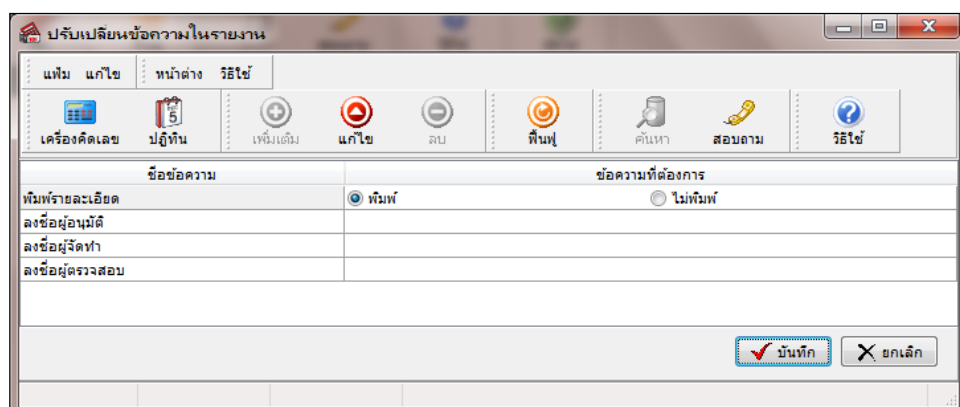 ปรับเปลี่ยนข้อความในรายงาน
แฟ้ม แก้ไข หน้าต่าง วิธีใช้
5
เครื่องคิดเลข ปฏิทิน เพิ่มเติม แก้ไข ลบ ฟื้นฟู ค้นหา สอบถาม วิธีใช้
ชื่อข้อความ ข้อความที่ต้องการ
พิมพ์รายละเอียด พิมพ์ ไม่พิมพ์
ลงชื่อผู้อนุมัติ
ลงชื่อผู้จัดทำ
ลงชื่อผู้ตรวจสอบ
บันทึก ยกเลิก